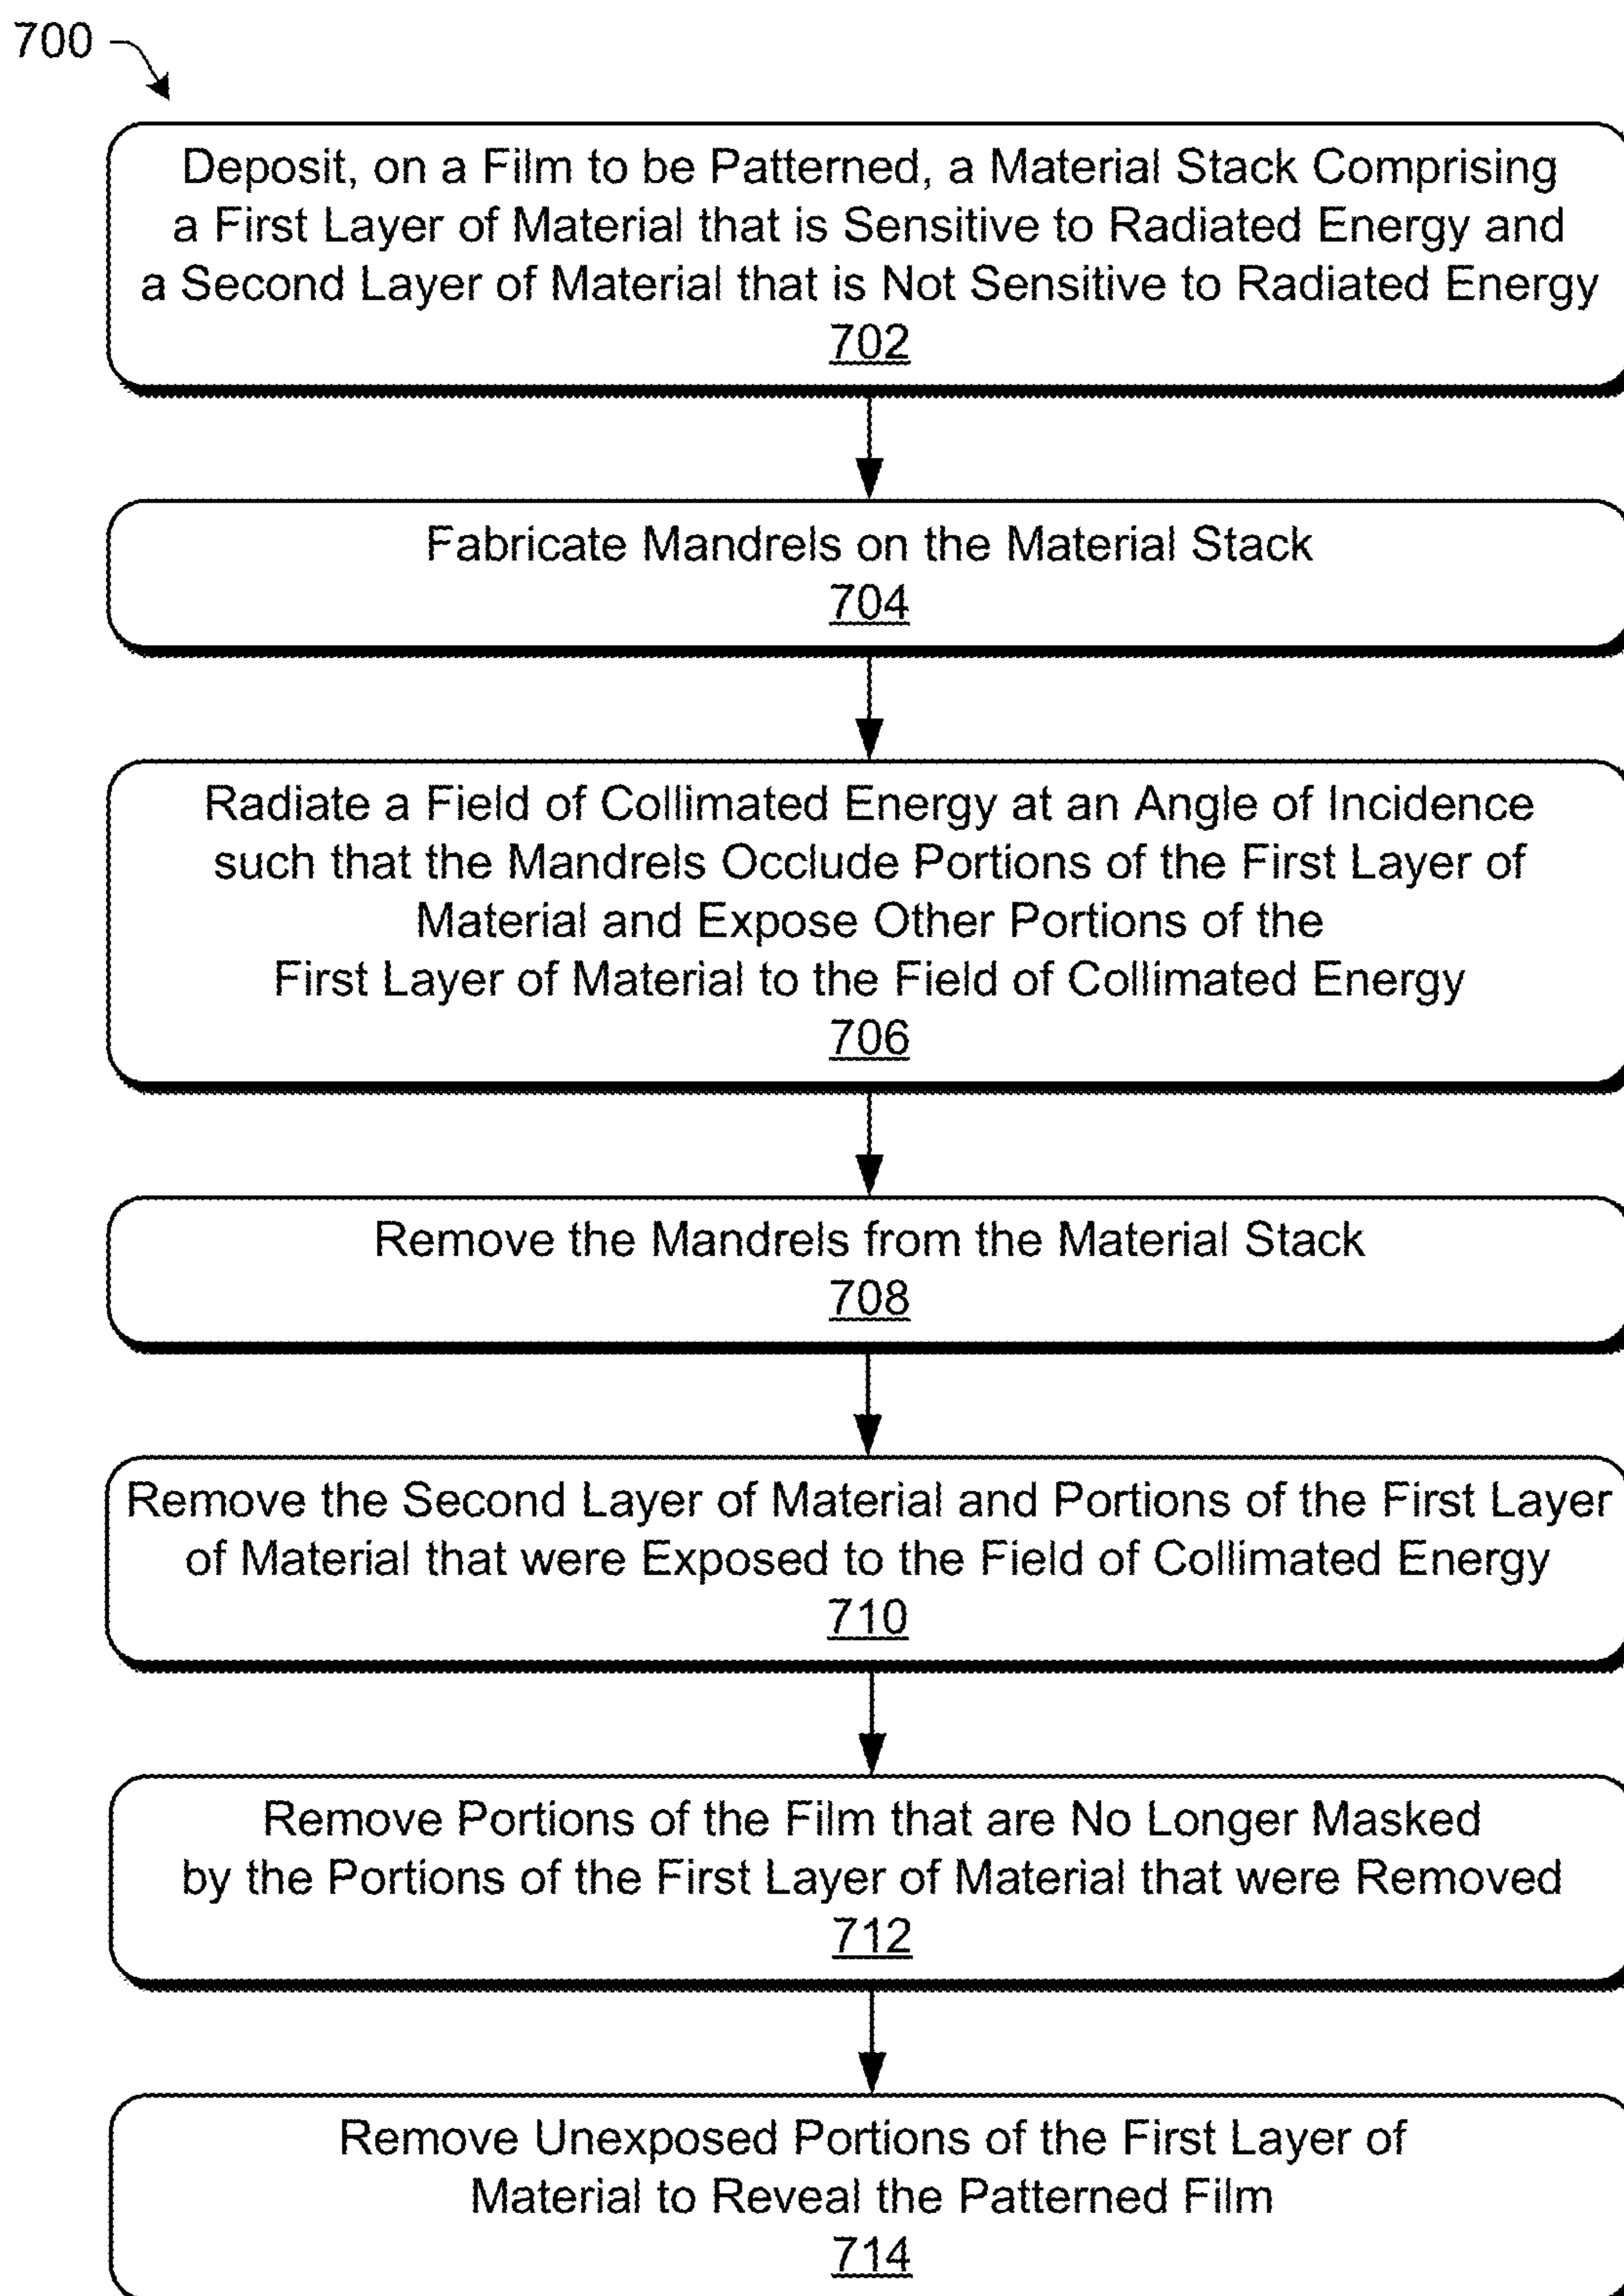 700
Deposit, on a Film to be Patterned, a Material Stack Comprising
a First Layer of Material that is Sensitive to Radiated Energy and
a Second Layer of Material that is Not Sensitive to Radiated Energy
702
Fabricate Mandrels on the Material Stack
704
Radiate a Field of Collimated Energy at an Angle of Incidence
such that the Mandrels Occlude Portions of the First Layer of
Material and Expose Other Portions of the
First Layer of Material to the Field of Collimated Energy
706
Remove the Mandrels from the Material Stack
708
Remove the Second Layer of Material and Portions of the First Layer
of Material that were Exposed to the Field of Collimated Energy
710
Remove Portions of the Film that are No Longer Masked
by the Portions of the First Layer of Material that were Removed
712
Remove Unexposed Portions of the First Layer of
Material to Reveal the Patterned Film
714